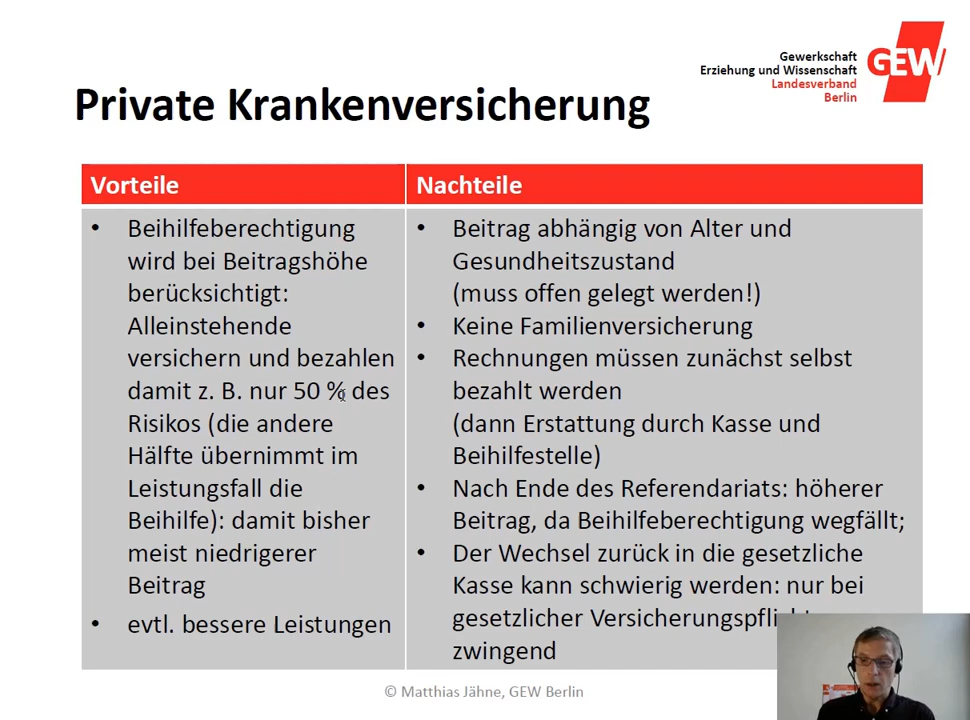 Gewerkschaft
Erziehung und Wissenschaft
Landesverband
Berlin
GEW
Private Krankenversicherung
Vorteile
• Beihilfeberechtigung
wird bei Beitragshöhe
berücksichtigt:
Alleinstehende
versichern und bezahlen
damit z. B. nur 50 % des
Risikos (die andere
Hälfte übernimmt im
Leistungsfall die
Beihilfe): damit bisher
meist niedrigerer
Beitrag
• evtl. bessere Leistungen
Nachteile
• Beitrag abhängig von Alter und
Gesundheitszustand
(muss offen gelegt werden!)
• Keine Familienversicherung
• Rechnungen müssen zunächst selbst
bezahlt werden
(dann Erstattung durch Kasse und
Beihilfestelle)
• Nach Ende des Referendariats: höherer
Beitrag, da Beihilfeberechtigung wegfällt;
• Der Wechsel zurück in die gesetzliche
Kasse kann schwierig werden: nur bei
gesetzlicher
zwingend
© Matthias Jähne, GEW Berlin